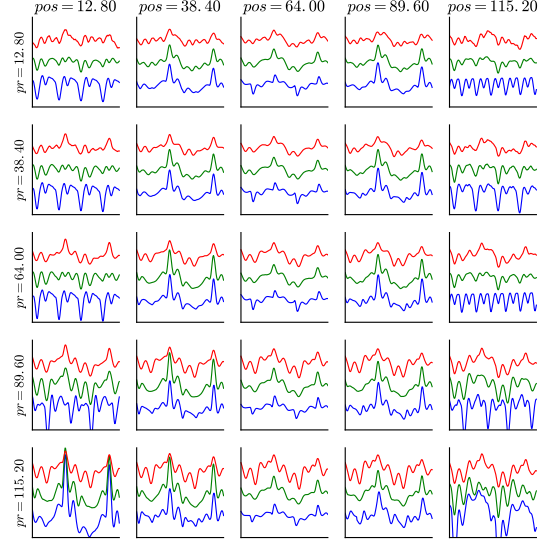 pos = 12.80 pos = 38.40 pos = 64.00 pos = 89.60 pos = 115.20
pr = 12.80
pr = 38.40
pr = 64.00
pr = 89.60
pr = 115.20